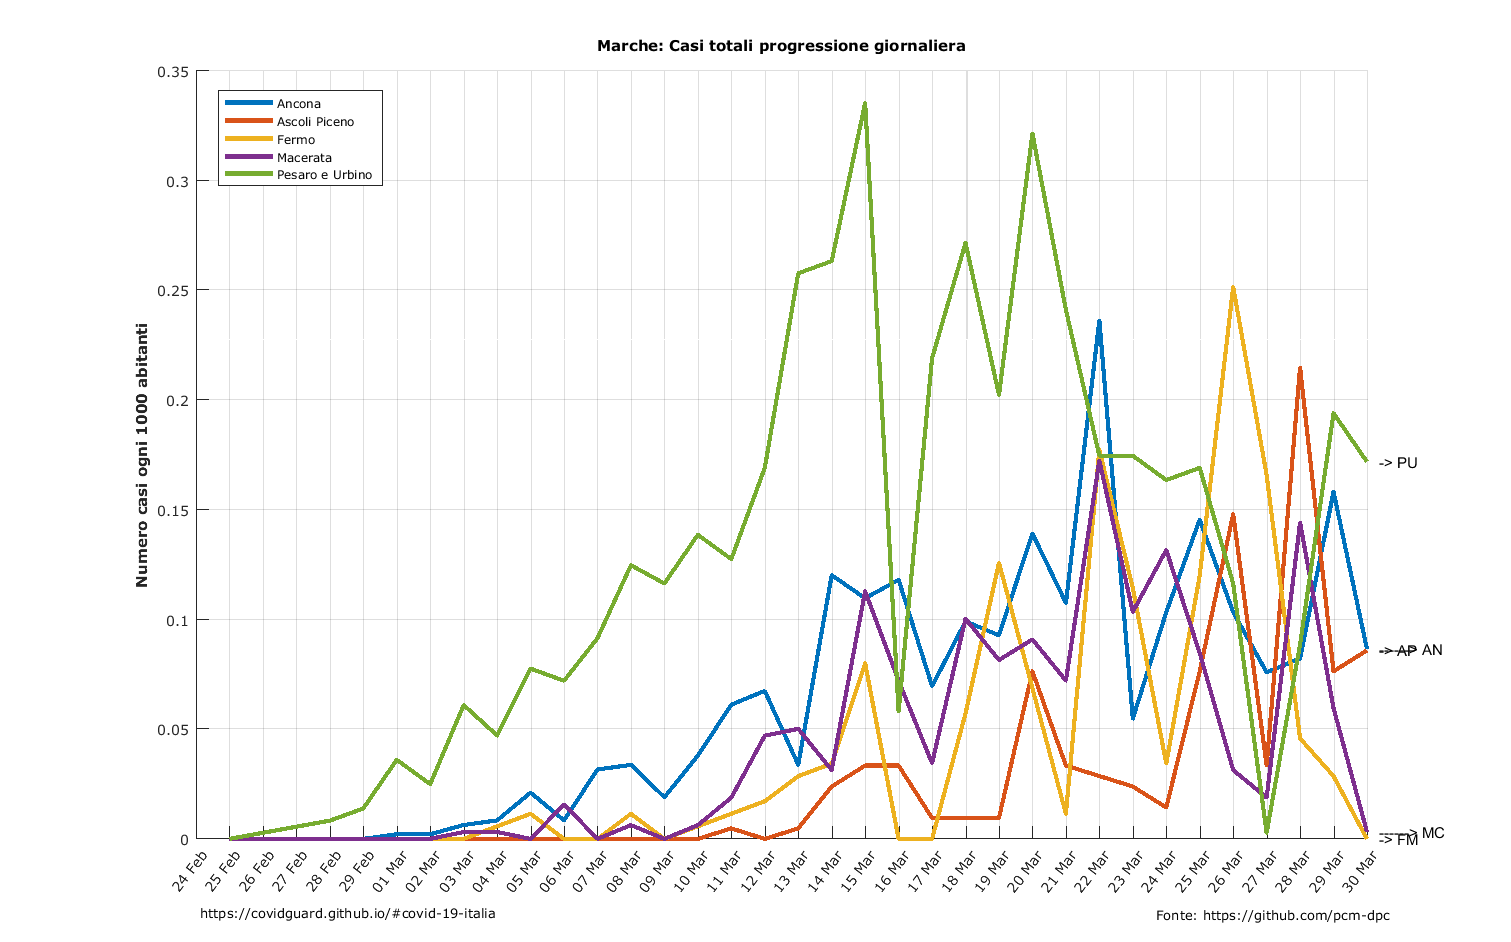 Marche: Casi totali progressione giornaliera
Numero casi ogni 1000 abitanti
0.35
0.3
0.25
0.2
0.15
0.1
0.05
0
Ancona
Ascoli Piceno
Fermo
Macerata
Pesaro e Urbino
-> PU
-> AP
-> AN
-> MC
-> FM
24 Feb
25 Feb
26 Feb
27 Feb
28 Feb
29 Feb
01 Mar
02 Mar
03 Mar
04 Mar
05 Mar
06 Mar
07 Mar
08 Mar
09 Mar
10 Mar
11 Mar
12 Mar
13 Mar
14 Mar
15 Mar
16 Mar
17 Mar
18 Mar
19 Mar
20 Mar
21 Mar
22 Mar
23 Mar
24 Mar
25 Mar
26 Mar
27 Mar
28 Mar
29 Mar
30 Mar
https://covidguard.github.io/#covid-19-italia
Fonte: https://github.com/pcm-dpc